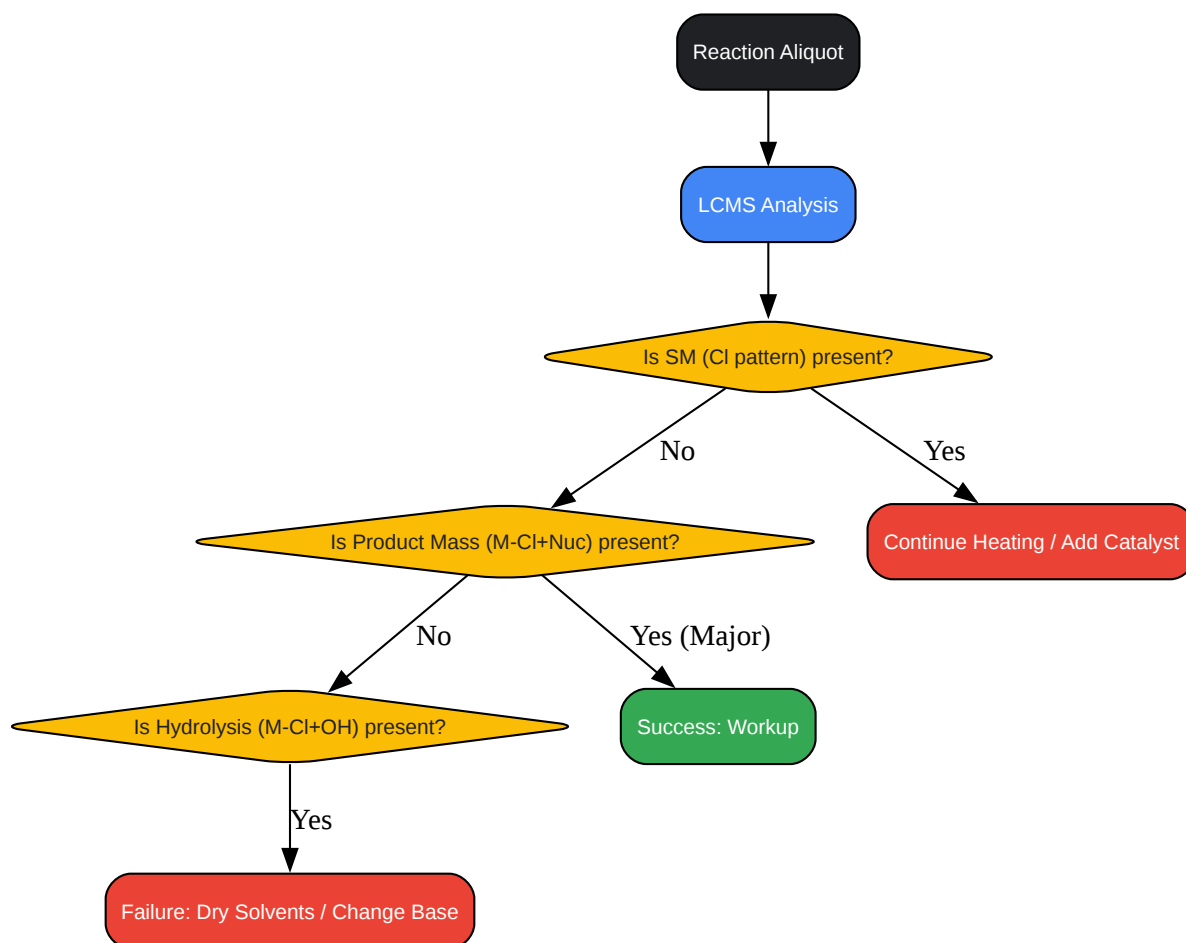 Reaction Aliquot
LCMS Analysis
Is SM (Cl pattern) present?
No
Yes
Is Product Mass (M-Cl+Nuc) present?
Continue Heating / Add Catalyst
No
Yes (Major)
Is Hydrolysis (M-Cl+OH) present?
Success: Workup
Yes
Failure: Dry Solvents / Change Base